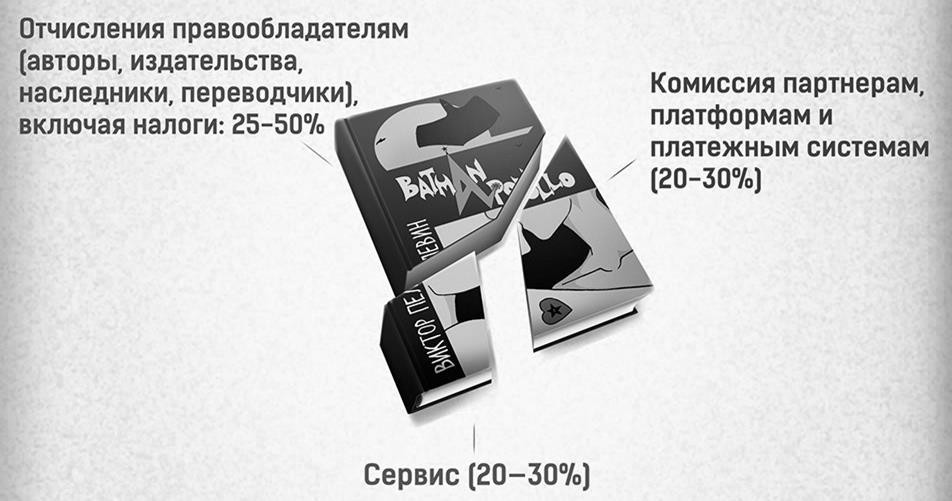 Отчисления правообладателям
(авторы, издательства,
наследники, переводчики),
включая налоги: 25–50%
Комиссия партнерам,
платформам и
платежным системам
(20–30%)
BATMAN
APOLLO
ВИКТОР ПЕЛЕВИН
Сервис (20–30%)